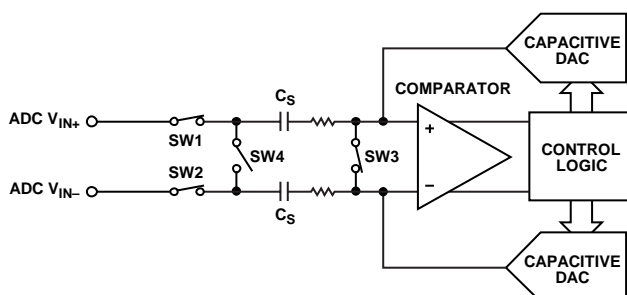 CAPACITIVE
DAC
COMPARATOR
ADC VIN+
CS
SW1
+
SW4
SW3
CONTROL
LOGIC
SW2
ADC VIN–
–
CS
CAPACITIVE
DAC